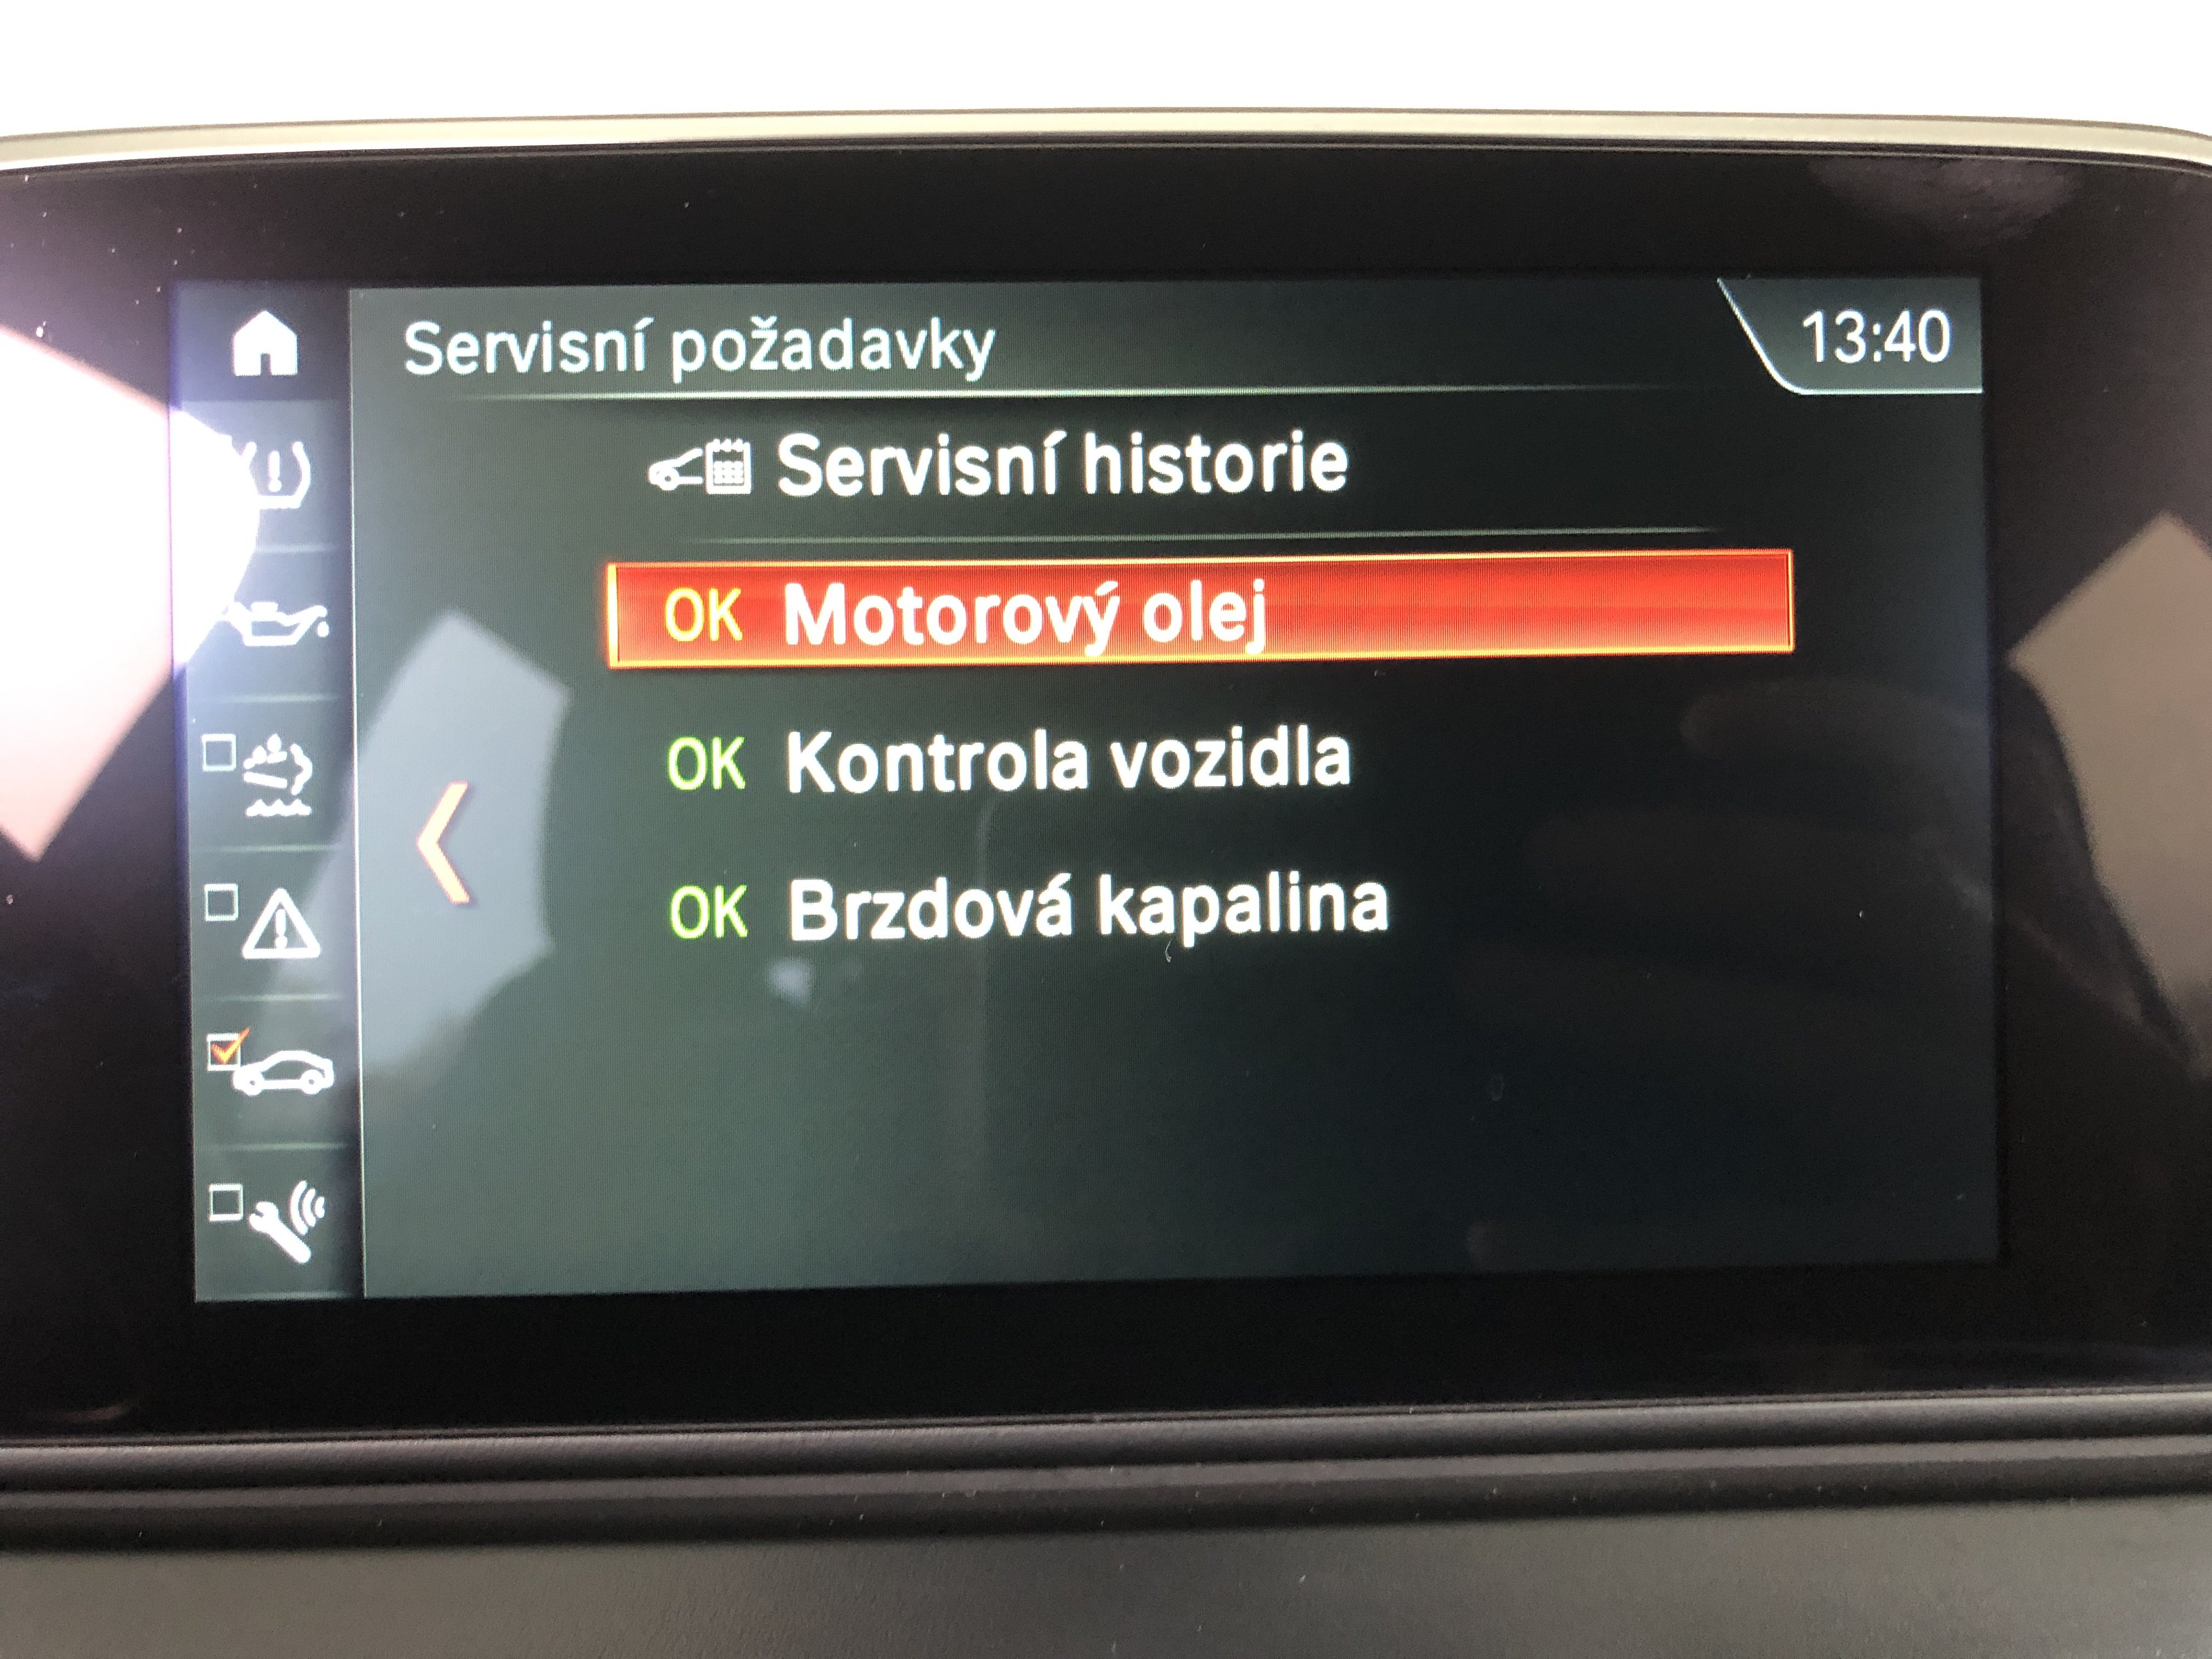 Servisní požadavky
13:40
Servisní historie
OK Motorový olej
OK Kontrola vozidla
OK Brzdová kapalina